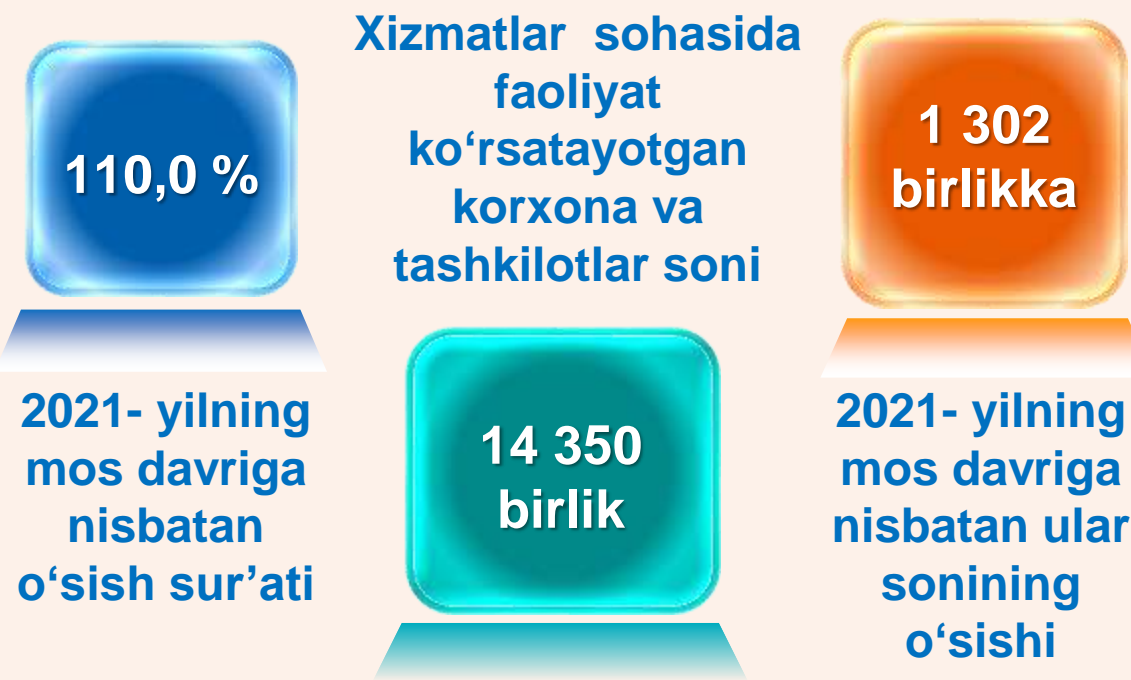 110,0 %
2021- yilning
mos davriga
nisbatan
o‘sish sur’ati
Xizmatlar sohasida
faoliyat
ko‘rsatayotgan
korxona va
tashkilotlar soni
14 350
birlik
1 302
birlikka
2021- yilning
mos davriga
nisbatan ular
sonining
o‘sishi